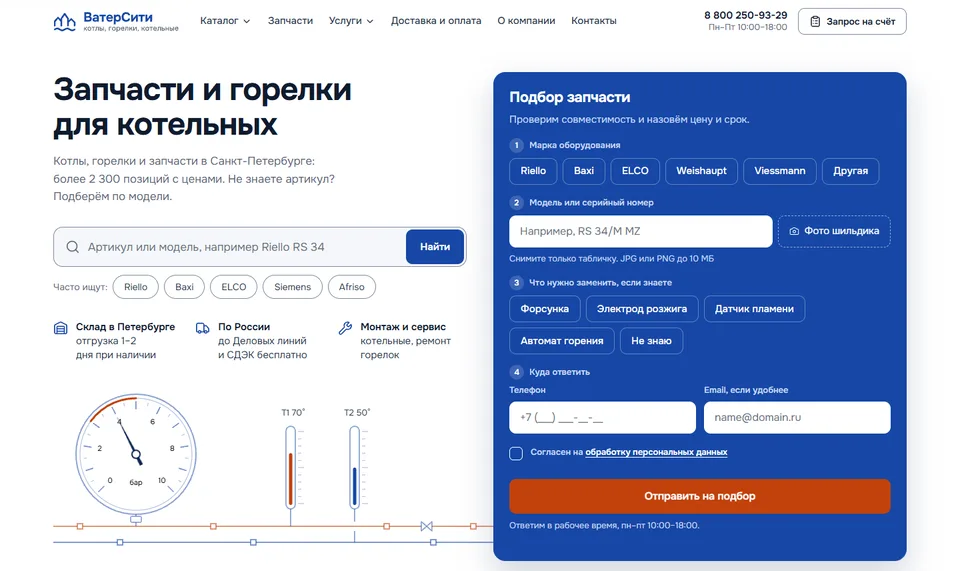 ВатерСити
котлы, горелки, котельные
Каталог
Запчасти
Услуги
Доставка и оплата
О компании
Контакты
8 800 250-93-29
Пн–Пт 10:00–18:00
Запрос на счёт
Запчасти и горелки
для котельных
Котлы, горелки и запчасти в Санкт-Петербурге:
более 2 300 позиций с ценами. Не знаете артикул?
Подберём по модели.
Артикул или модель, например Riello RS 34
Найти
Часто ищут:
Riello
Baxi
ELCO
Siemens
Afriso
Склад в Петербурге
отгрузка 1–2
дня при наличии
По России
до Деловых линий
и СДЭК бесплатно
Монтаж и сервис
котельные, ремонт
горелок
0
2
4
6
8
10
бар
T1 70°
T2 50°
Подбор запчасти
Проверим совместимость и назовём цену и срок.
1 Марка оборудования
Riello
Baxi
ELCO
Weishaupt
Viessmann
Другая
2 Модель или серийный номер
Например, RS 34/M MZ
Фото шильдика
Снимите только табличку. JPG или PNG до 10 МБ
3 Что нужно заменить, если знаете
Форсунка
Электрод розжига
Датчик пламени
Автомат горения
Не знаю
4 Куда ответить
Телефон
Email, если удобнее
+7 (___) ___-__-__
name@domain.ru
Согласен на обработку персональных данных
Отправить на подбор
Ответим в рабочее время, пн–пт 10:00–18:00.